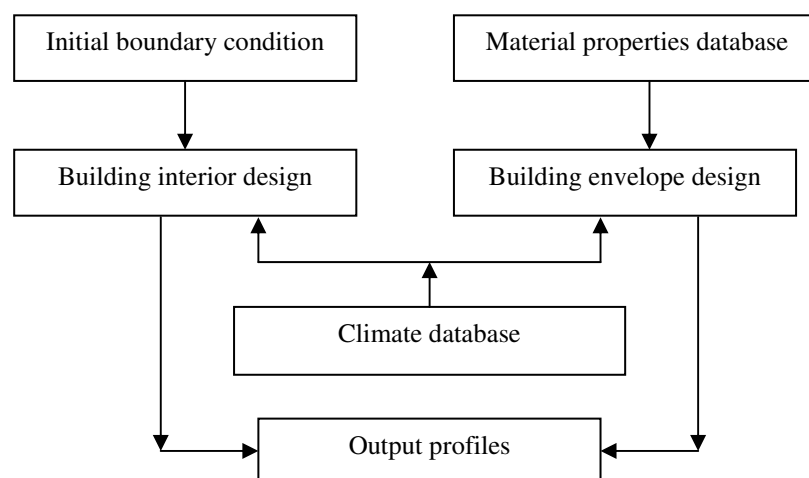 Initial boundary condition
Material properties database
Building interior design
Building envelope design
Climate database
Output profiles